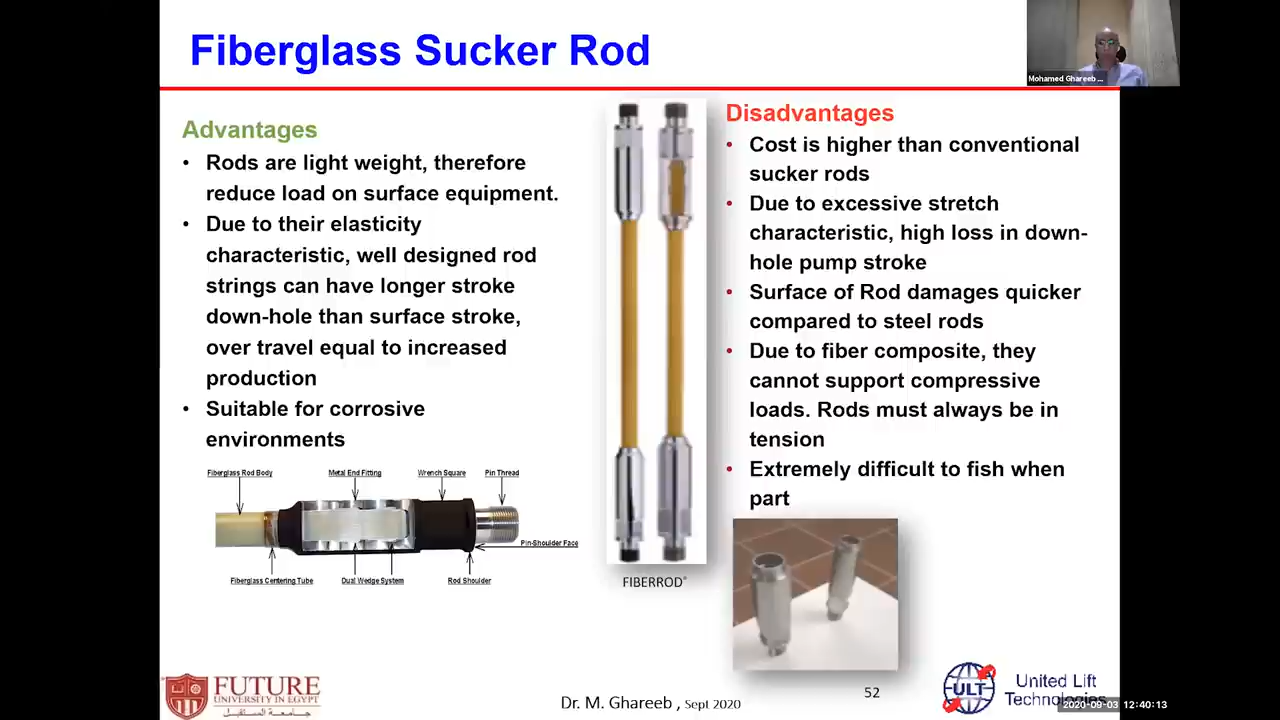 Fiberglass Sucker Rod
Mohamed Ghareeb ...
Advantages
• Rods are light weight, therefore
reduce load on surface equipment.
• Due to their elasticity
characteristic, well designed rod
strings can have longer stroke
down-hole than surface stroke,
over travel equal to increased
production
• Suitable for corrosive
environments
Fiberglass Rod Body
Metal End Fitting
Wrench Square
Pin Thread
Pin-Shoulder Face
Fiberglass Centering Tube
Dual Wedge System
Rod Shoulder
FIBERROD®
Disadvantages
• Cost is higher than conventional
sucker rods
• Due to excessive stretch
characteristic, high loss in down-
hole pump stroke
• Surface of Rod damages quicker
compared to steel rods
• Due to fiber composite, they
cannot support compressive
loads. Rods must always be in
tension
• Extremely difficult to fish when
part
FUTURE
UNIVERSITY IN EGYPT
جامعة المستقبل
Dr. M. Ghareeb , Sept 2020
52
ULT
United Lift
Technologies
2020-09-03 12:40:13